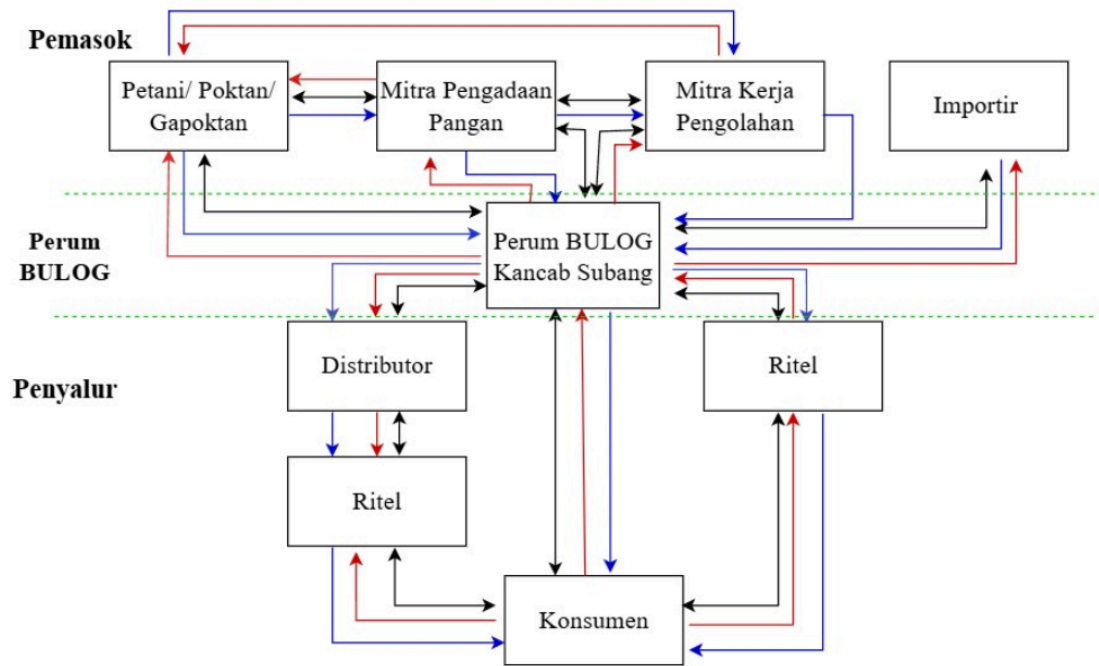 Pemasok
Petani/ Poktan/
Gapoktan
Mitra Pengadaan
Pangan
Mitra Kerja
Pengolahan
Importir
Perum
BULOG
Perum BULOG
Kancab Subang
Penyalur
Distributor
Ritel
Ritel
Konsumen